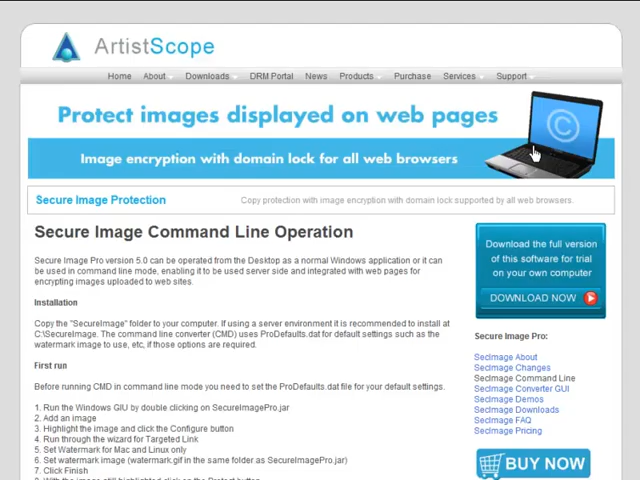 ArtistScope
Home About Downloads DRM Portal News Products Purchase Services Support
Protect images displayed on web pages
Image encryption with domain lock for all web browsers
©
Secure Image Protection
Copy protection with image encryption with domain lock supported by all web browsers.
Secure Image Command Line Operation
Secure Image Pro version 5.0 can be operated from the Desktop as a normal Windows application or it can
be used in command line mode, enabling it to be used server side and integrated with web pages for
encrypting images uploaded to web sites.
Installation
Copy the "SecureImage" folder to your computer. If using a server environment it is recommended to install at
C:\SecureImage. The command line converter (CMD) uses ProDefaults.dat for default settings such as the
watermark image to use, etc, if those options are required.
First run
Before running CMD in command line mode you need to set the ProDefaults.dat file for your default settings.
1. Run the Windows GIU by double clicking on SecureImagePro.jar
2. Add an image
3. Highlight the image and click the Configure button
4. Run through the wizard for Targeted Link
5. Set Watermark for Mac and Linux only
6. Set watermark image (watermark.gif in the same folder as SecureImagePro.jar)
7. Click Finish
8. With the image still highlighted click on the Protect button
Download the full version
of this software for trial
on your own computer
DOWNLOAD NOW
Secure Image Pro:
SecImage About
SecImage Changes
SecImage Command Line
SecImage Converter GUI
SecImage Demos
SecImage Downloads
SecImage FAQ
SecImage Pricing
BUY NOW